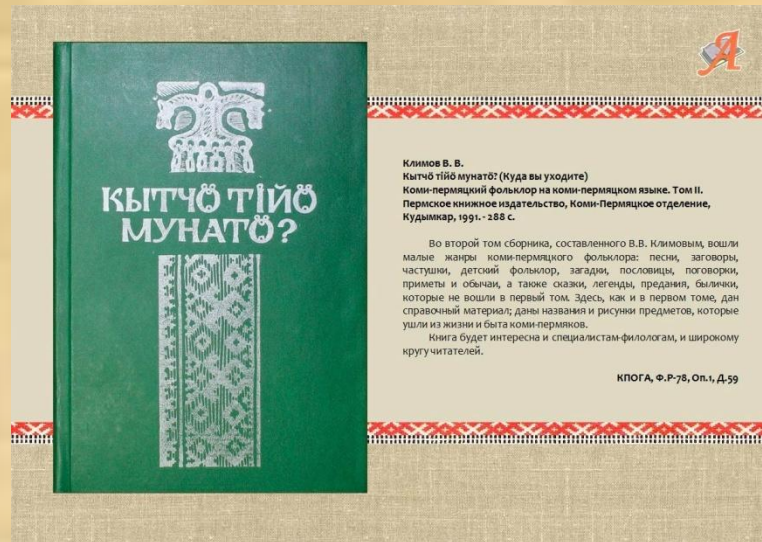 КЫТЧӦ ТІЙӦ
МУНАТӦ?
А
Климов В. В.
Кытчö тiйö мунатö? (Куда вы уходите)
Коми-пермяцкий фольклор на коми-пермяцком языке. Том II.
Пермское книжное издательство, Коми-Пермяцкое отделение,
Кудымкар, 1991. - 288 с.
Во второй том сборника, составленного В.В. Климовым, вошли
малые жанры коми-пермяцкого фольклора: песни, заговоры,
частушки, детский фольклор, загадки, пословицы, поговорки,
приметы и обычаи, а также сказки, легенды, предания, былички,
которые не вошли в первый том. Здесь, как и в первом томе, дан
справочный материал; даны названия и рисунки предметов, которые
ушли из жизни и быта коми-пермяков.
Книга будет интересна и специалистам-филологам, и широкому
кругу читателей.
КПОГА, Ф.Р-78, Оп.1, Д.59